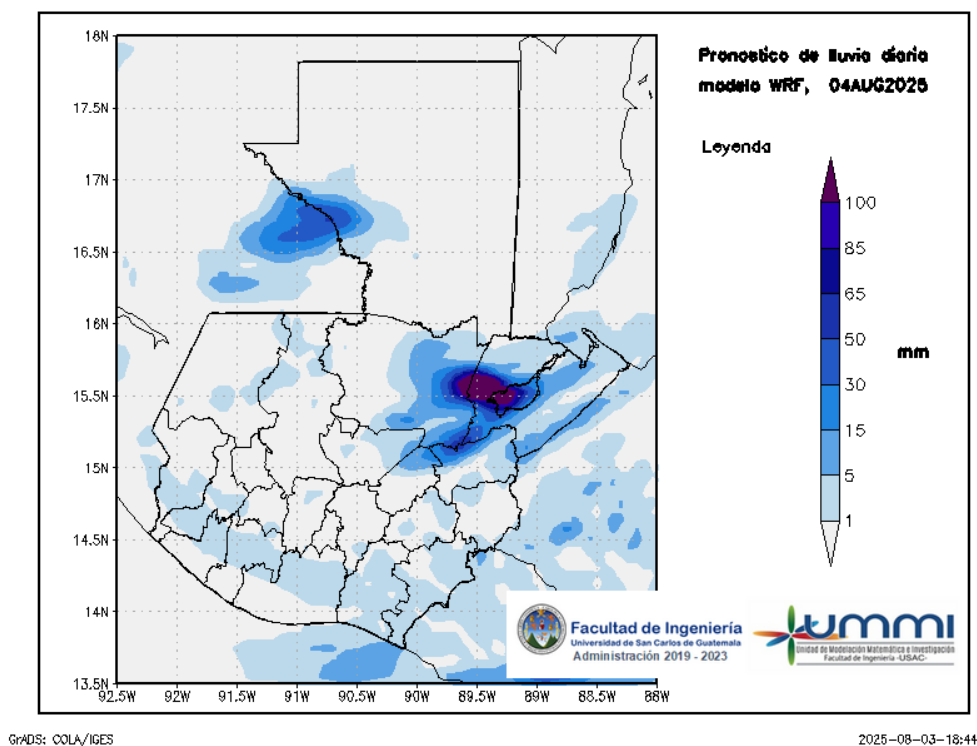 Pronostico de lluvia diaria
modelo WRF, 04AUG2025
Leyenda
100
85
65
50
30
15
5
1
mm
18N
17.5N
17N
16.5N
16N
15.5N
15N
14.5N
14N
13.5N
92.5W
92W
91.5W
91W
90.5W
90W
89.5W
89W
88.5W
88W
Facultad de Ingeniería
Universidad de San Carlos de Guatemala
Administración 2019 - 2023
ummi
Unidad de Modelación Matemática e Investigación
Facultad de Ingeniería -USAC-
GrADS: COLA/IGES
2025-08-03-18:44